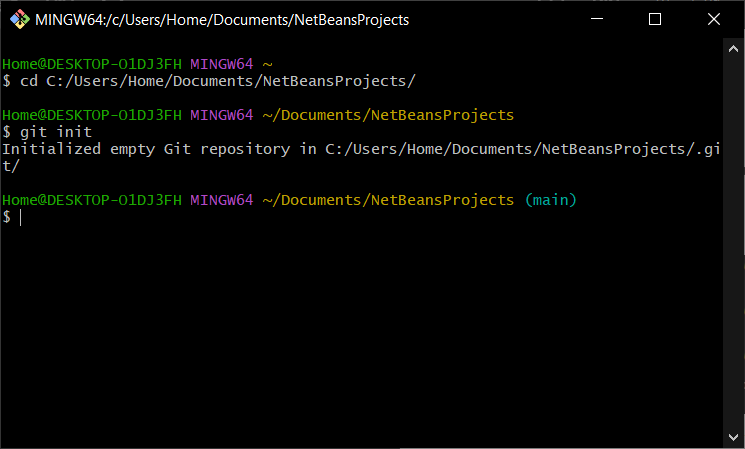 MINGW64:/c/Users/Home/Documents/NetBeansProjects
Home@DESKTOP-O1DJ3FH MINGW64 ~
$ cd C:/Users/Home/Documents/NetBeansProjects/
Home@DESKTOP-O1DJ3FH MINGW64 ~/Documents/NetBeansProjects
$ git init
Initialized empty Git repository in C:/Users/Home/Documents/NetBeansProjects/.gi
t/
Home@DESKTOP-O1DJ3FH MINGW64 ~/Documents/NetBeansProjects (main)
$